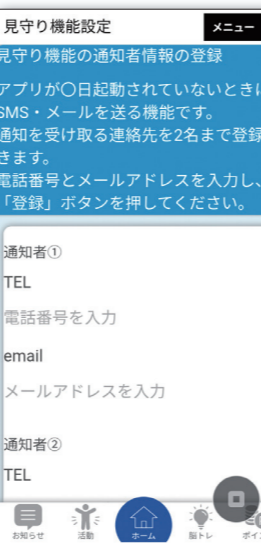 見守り機能設定
メニュー
見守り機能の通知者情報の登録
アプリが〇日起動されていないときに
SMS・メールを送る機能です。
通知を受け取る連絡先を2名まで登録
きます。
電話番号とメールアドレスを入力し、
「登録」ボタンを押してください。
通知者①
TEL
電話番号を入力
email
メールアドレスを入力
通知者②
TEL
お知らせ
活動
ホーム
脳トレ
ポイ